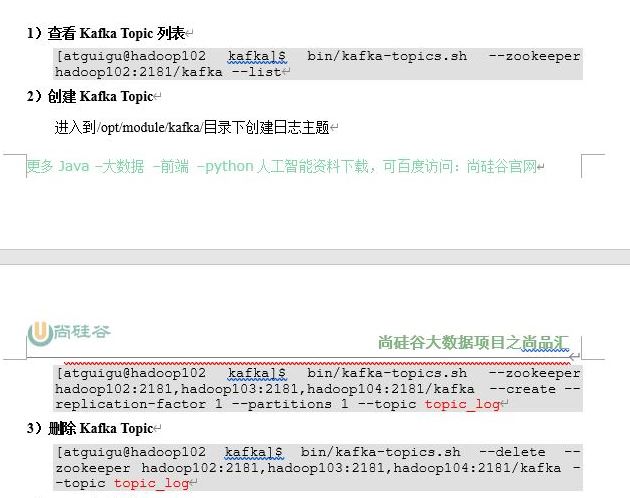 1）查看 Kafka Topic 列表
[atguigu@hadoop102 kafka]$ bin/kafka-topics.sh --zookeeper
hadoop102:2181/kafka --list
2）创建 Kafka Topic
进入到/opt/module/kafka/目录下创建日志主题
更多 Java –大数据 –前端 –python 人工智能资料下载，可百度访问：尚硅谷官网
尚硅谷
尚硅谷大数据项目之尚品汇
[atguigu@hadoop102 kafka]$ bin/kafka-topics.sh --zookeeper
hadoop102:2181,hadoop103:2181,hadoop104:2181/kafka --create --
replication-factor 1 --partitions 1 --topic topic_log
3）删除 Kafka Topic
[atguigu@hadoop102 kafka]$ bin/kafka-topics.sh --delete --
zookeeper hadoop102:2181,hadoop103:2181,hadoop104:2181/kafka -
-topic topic_log